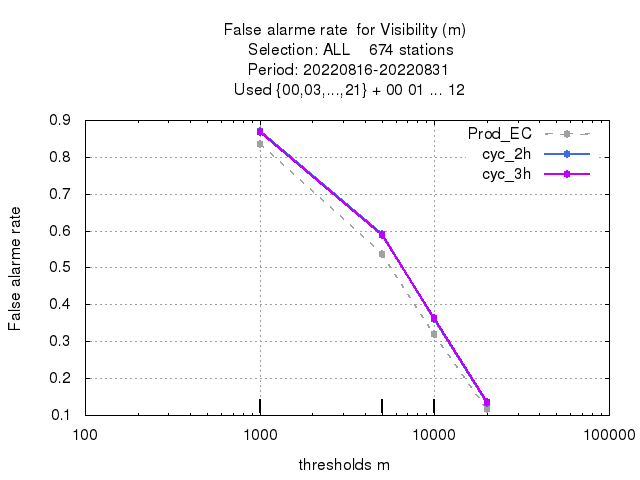 False alarme rate  for Visibility (m)
Selection: ALL    674 stations
Period: 20220816-20220831
Used {00,03,...,21} + 00 01 ... 12
Prod_EC
cyc_2h
cyc_3h
False alarme rate
0.9
0.8
0.7
0.6
0.5
0.4
0.3
0.2
0.1
100
1000
10000
100000
thresholds m